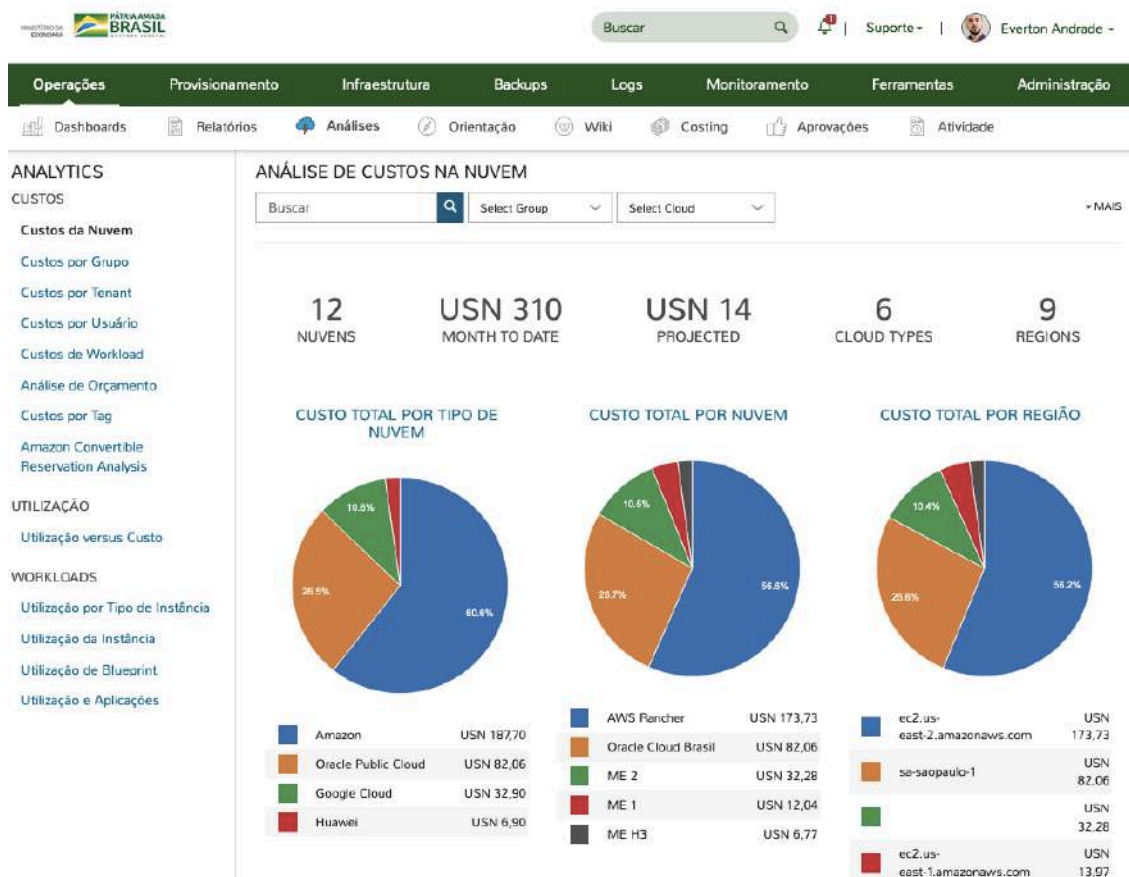 MINISTÉRIO DA
ECONOMIA
PÁTRIA AMADA
BRASIL
GOVERNO FEDERAL
Buscar
1
Suporte
Everton Andrade
Operações
Provisionamento
Infraestrutura
Backups
Logs
Monitoramento
Ferramentas
Administração
Dashboards
Relatórios
Análises
Orientação
Wiki
Costing
Aprovações
Atividade
ANALYTICS
CUSTOS
Custos da Nuvem
Custos por Grupo
Custos por Tenant
Custos por Usuário
Custos de Workload
Análise de Orçamento
Custos por Tag
Amazon Convertible
Reservation Analysis
UTILIZAÇÃO
Utilização versus Custo
WORKLOADS
Utilização por Tipo de Instância
Utilização da Instância
Utilização de Blueprint
Utilização e Aplicações
ANÁLISE DE CUSTOS NA NUVEM
Buscar
Select Group
Select Cloud
MAIS
12
NUVENS
USN 310
MONTH TO DATE
USN 14
PROJECTED
6
CLOUD TYPES
9
REGIONS
CUSTO TOTAL POR TIPO DE
NUVEM
10.6%
26.5%
60.6%
Amazon USN 187,70
Oracle Public Cloud USN 82,06
Google Cloud USN 32,90
Huawei USN 6,90
CUSTO TOTAL POR NUVEM
10.5%
26.7%
56.6%
AWS Rancher USN 173,73
Oracle Cloud Brasil USN 82,06
ME 2 USN 32,28
ME 1 USN 12,04
ME H3 USN 6,77
CUSTO TOTAL POR REGIÃO
10.4%
26.6%
56.2%
ec2.us-
east-2.amazonaws.com
USN
173,73
sa-saopaulo-1
USN
82,06
USN
32,28
ec2.us-
east-1.amazonaws.com
USN
13,97